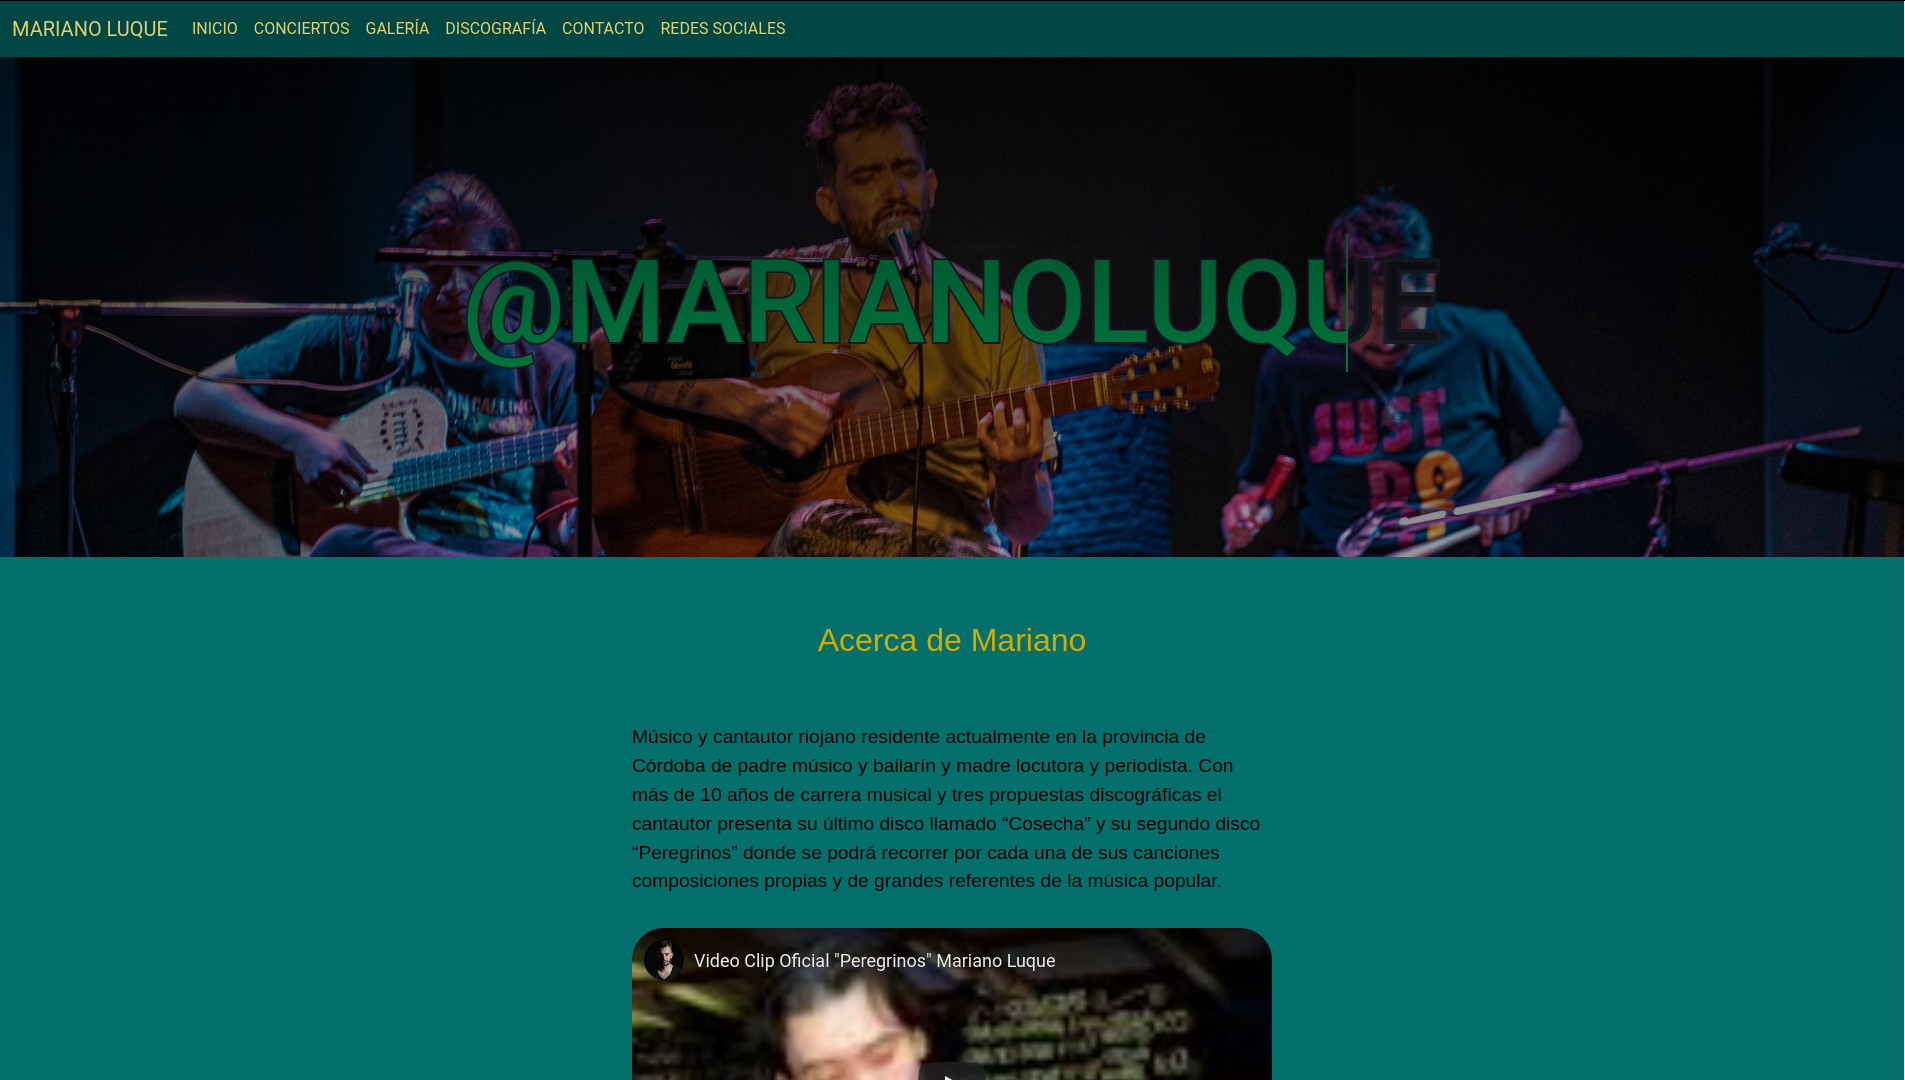 MARIANO LUQUE INICIO CONCIERTOS GALERÍA DISCOGRAFÍA CONTACTO REDES SOCIALES
@MARIANOLUQUE
ON CALLING
JUST
DO
Acerca de Mariano
Músico y cantautor riojano residente actualmente en la provincia de
Córdoba de padre músico y bailarín y madre locutora y periodista. Con
más de 10 años de carrera musical y tres propuestas discográficas el
cantautor presenta su último disco llamado “Cosecha” y su segundo disco
“Peregrinos” donde se podrá recorrer por cada una de sus canciones
composiciones propias y de grandes referentes de la música popular.
Video Clip Oficial "Peregrinos" Mariano Luque